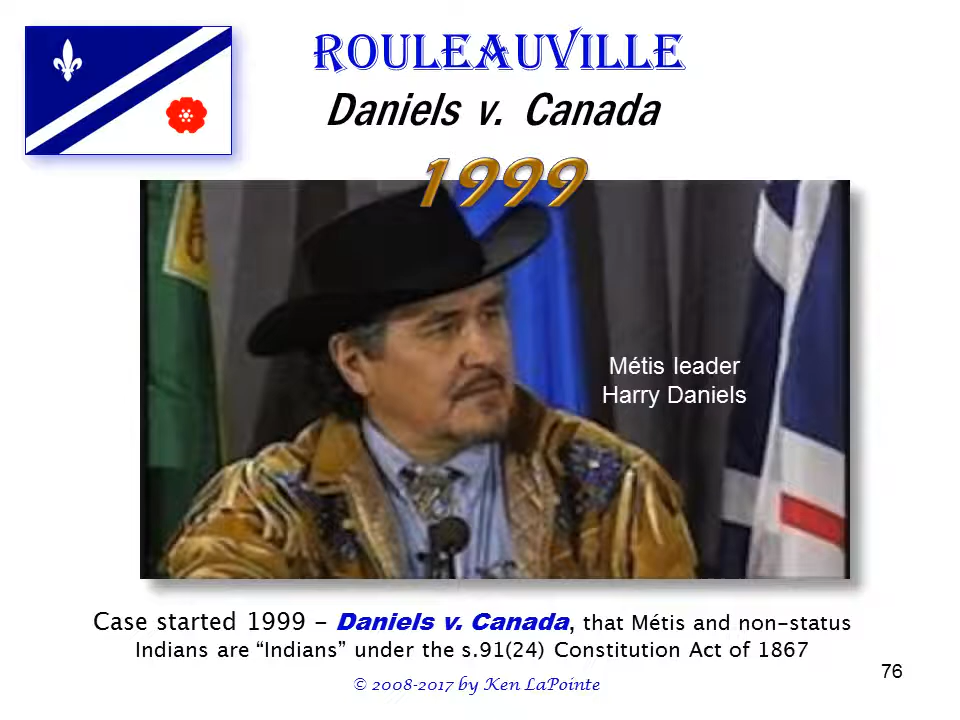 ROULEAUVILLE
Daniels v. Canada
1999
Métis leader
Harry Daniels
Case started 1999 – Daniels v. Canada, that Métis and non-status
Indians are “Indians” under the s.91(24) Constitution Act of 1867
© 2008-2017 by Ken LaPointe
76